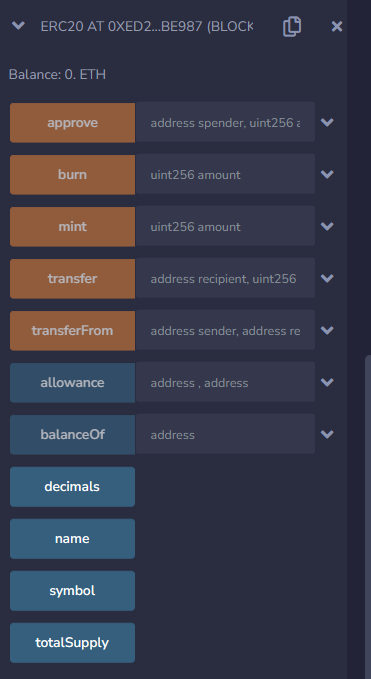 ERC20 AT 0XED2...BE987 (BLOCK
Balance: 0. ETH
approve address spender, uint256 a
burn uint256 amount
mint uint256 amount
transfer address recipient, uint256
transferFrom address sender, address re
allowance address , address
balanceOf address
decimals
name
symbol
totalSupply